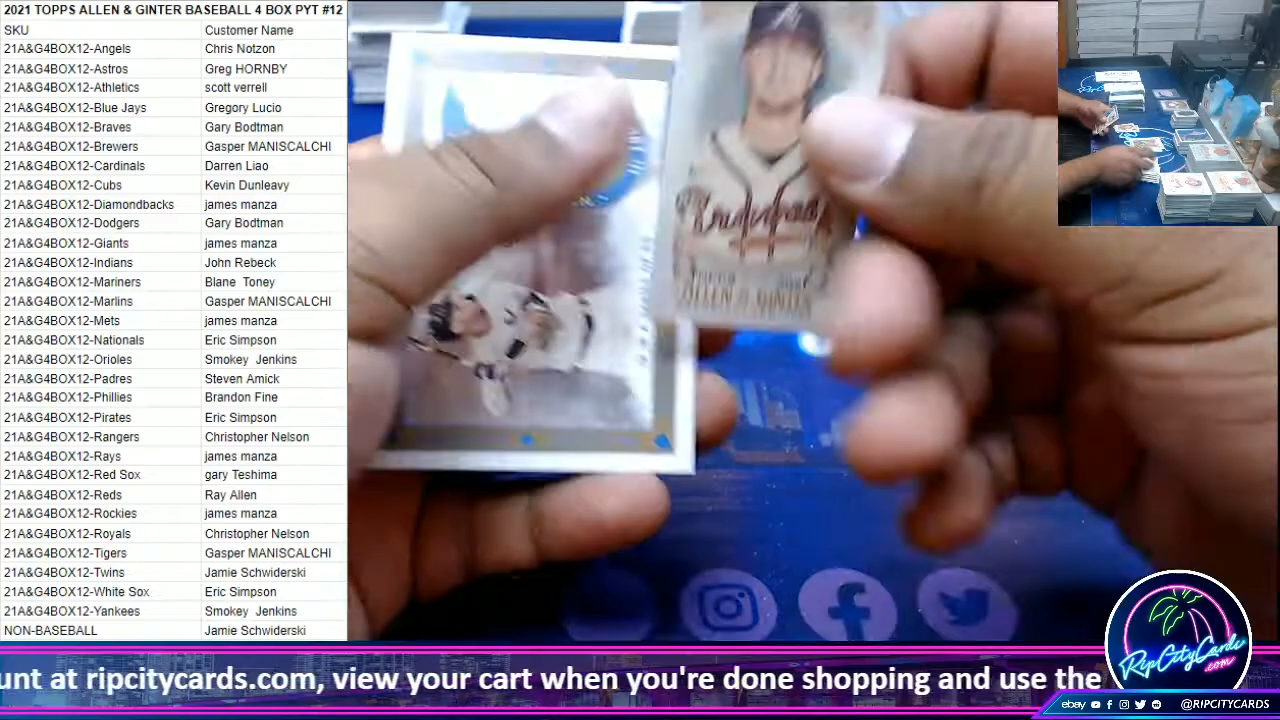 2021 TOPPS ALLEN & GINTER BASEBALL 4 BOX PYT #12
SKU Customer Name
21A&G4BOX12-Angels Chris Notzon
21A&G4BOX12-Astros Greg HORNBY
21A&G4BOX12-Athletics scott verrell
21A&G4BOX12-Blue Jays Gregory Lucio
21A&G4BOX12-Braves Gary Bodtman
21A&G4BOX12-Brewers Gasper MANISCALCHI
21A&G4BOX12-Cardinals Darren Liao
21A&G4BOX12-Cubs Kevin Dunleavy
21A&G4BOX12-Diamondbacks james manza
21A&G4BOX12-Dodgers Gary Bodtman
21A&G4BOX12-Giants james manza
21A&G4BOX12-Indians John Rebeck
21A&G4BOX12-Mariners Blane Toney
21A&G4BOX12-Marlins Gasper MANISCALCHI
21A&G4BOX12-Mets james manza
21A&G4BOX12-Nationals Eric Simpson
21A&G4BOX12-Orioles Smokey Jenkins
21A&G4BOX12-Padres Steven Amick
21A&G4BOX12-Phillies Brandon Fine
21A&G4BOX12-Pirates Eric Simpson
21A&G4BOX12-Rangers Christopher Nelson
21A&G4BOX12-Rays james manza
21A&G4BOX12-Red Sox gary Teshima
21A&G4BOX12-Reds Ray Allen
21A&G4BOX12-Rockies james manza
21A&G4BOX12-Royals Christopher Nelson
21A&G4BOX12-Tigers Gasper MANISCALCHI
21A&G4BOX12-Twins Jamie Schwiderski
21A&G4BOX12-White Sox Eric Simpson
21A&G4BOX12-Yankees Smokey Jenkins
NON-BASEBALL Jamie Schwiderski
ALLEN & GINTER
unt at ripcitycards.com, view your cart when you're done shopping and use the
RipCityCards
.com
ebay @RIPCITYCARDS